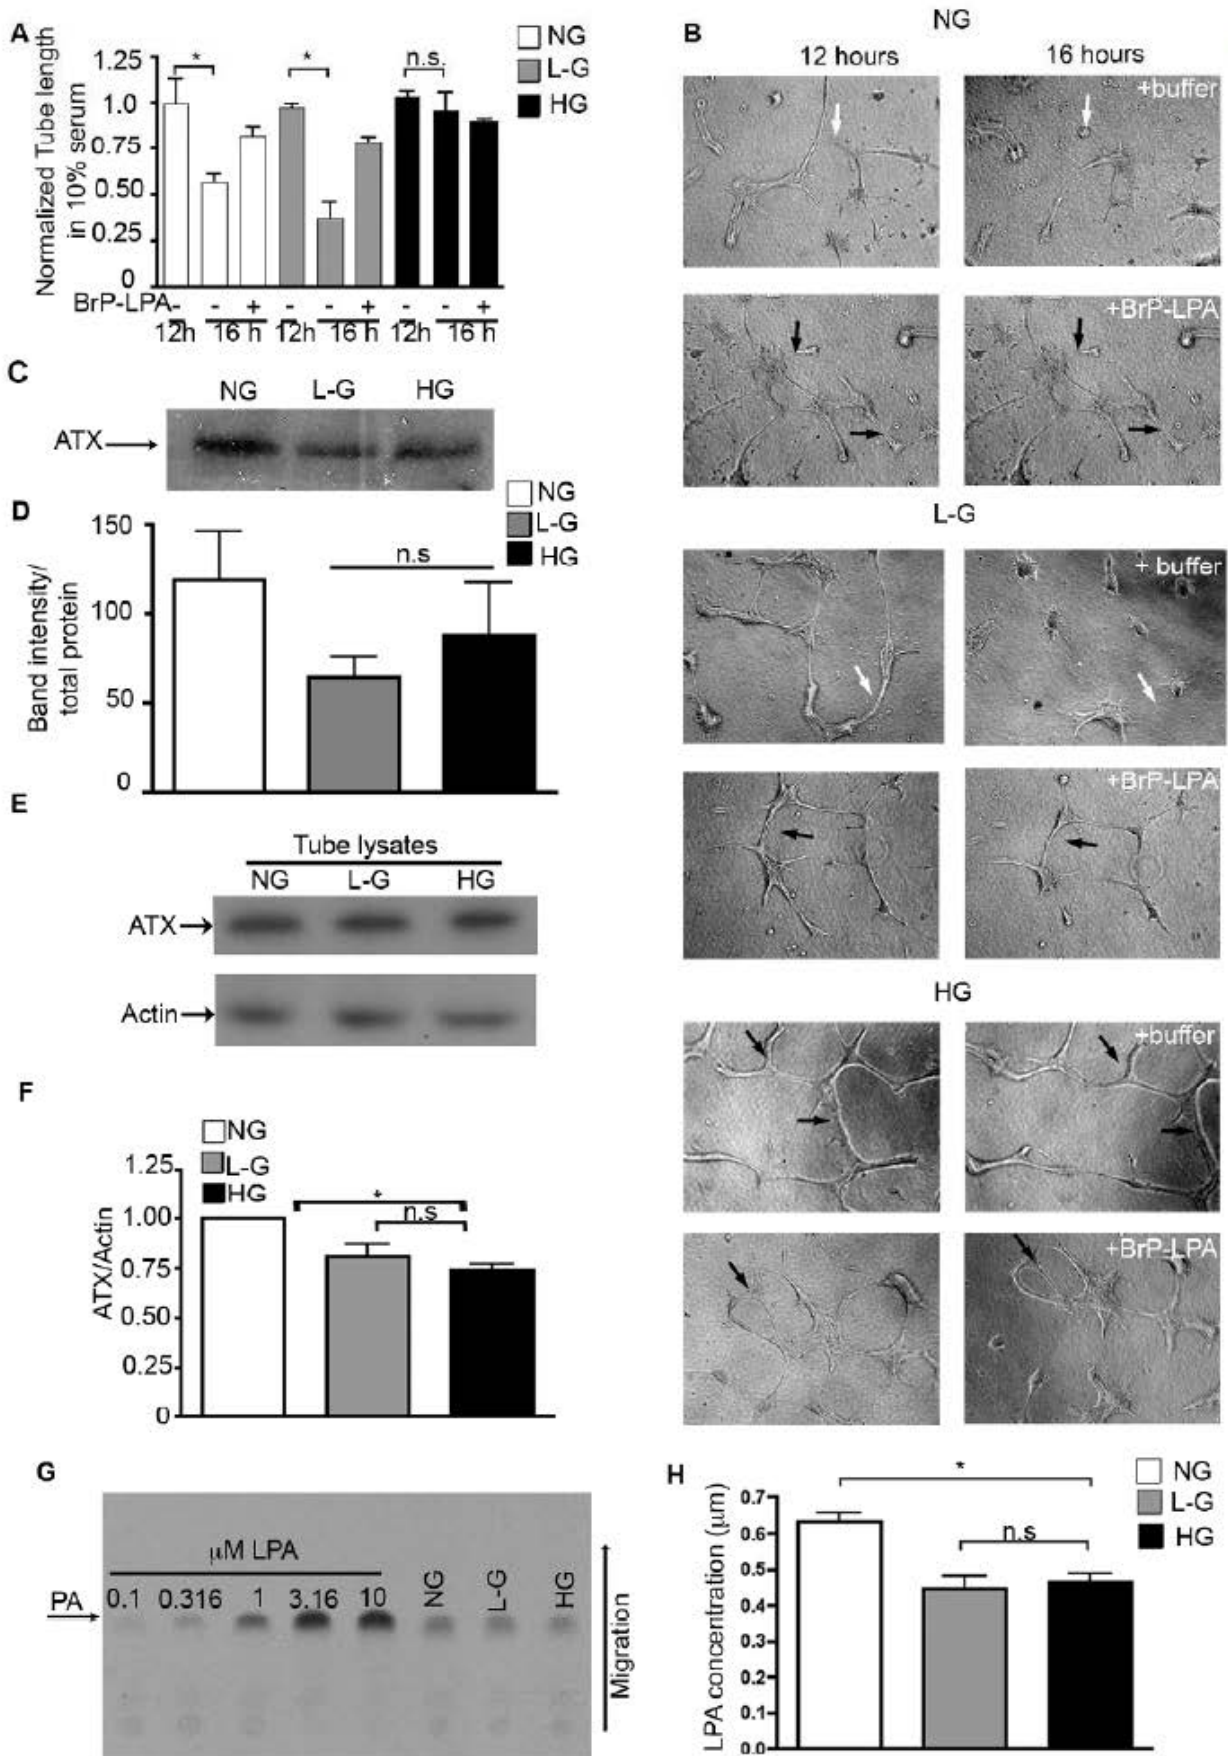 A
NG
L-G
HG
Normalized Tube length
in 10% serum
1.25
1.0
0.75
0.50
0.25
0
*
*
n.s.
BrP-LPA - - + - - + - - +
12h 16 h 12h 16 h 12h 16 h
B
NG
12 hours 16 hours
+buffer
+BrP-LPA
L-G
+ buffer
+BrP-LPA
HG
+buffer
+BrP-LPA
C
NG L-G HG
ATX
D
NG
L-G
HG
Band intensity/
total protein
150
100
50
0
n.s
E
Tube lysates
NG L-G HG
ATX
Actin
F
NG
L-G
HG
ATX/Actin
1.25
1.00
0.75
0.50
0.25
0
*
n.s
G
μM LPA
PA
0.1 0.316 1 3.16 10 NG L-G HG
Migration
H
NG
L-G
HG
LPA concentration (μm)
0.7
0.6
0.5
0.4
0.3
0.2
0.1
0.0
*
n.s